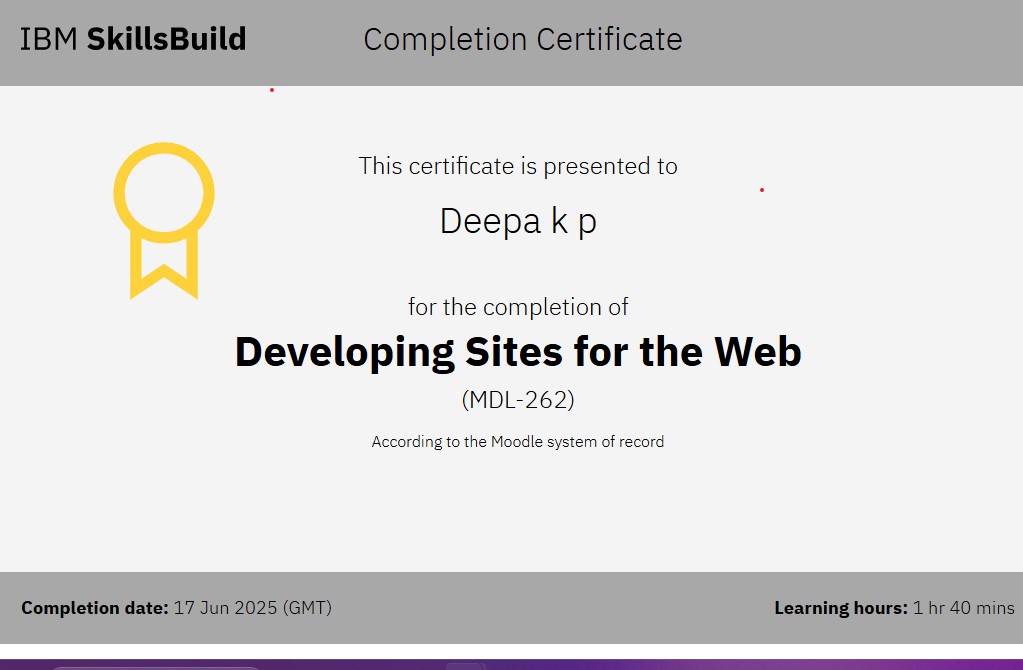 IBM SkillsBuild
Completion Certificate
This certificate is presented to
Deepa k p
for the completion of
Developing Sites for the Web
(MDL-262)
According to the Moodle system of record
Completion date: 17 Jun 2025 (GMT)
Learning hours: 1 hr 40 mins